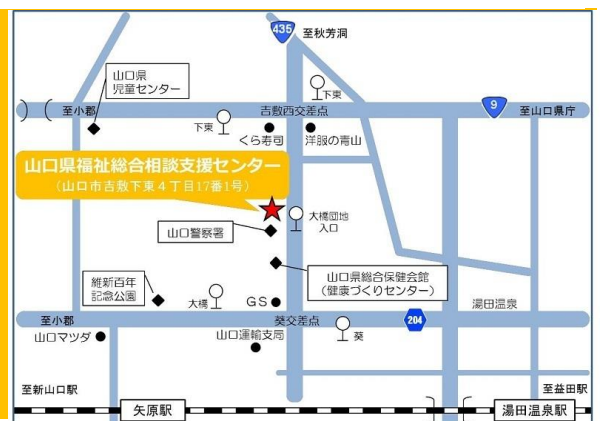 435
至秋芳洞
山口県
児童センター
下東
9
至小郡
吉敷西交差点
至山口県庁
下東
くら寿司
洋服の青山
山口県福祉総合相談支援センター
(山口市吉敷下東4丁目17番1号)
大橋団地
入口
山口警察署
山口県総合保健会館
(健康づくりセンター)
維新百年
記念公園
大橋
GS
湯田温泉
至小郡
葵交差点
204
山口マツダ
山口運輸支局
葵
至新山口駅
至益田駅
矢原駅
湯田温泉駅